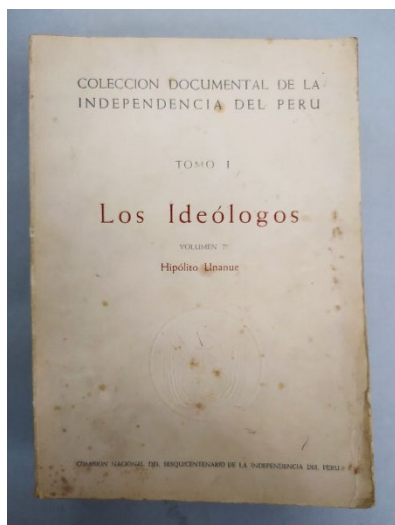 COLECCION DOCUMENTAL DE LA
INDEPENDENCIA DEL PERU
TOMO I
Los Ideólogos
VOLUMEN
Hipólito Unanue
COMISION NACIONAL DEL SESQUICENTENARIO DE LA INDEPENDENCIA DEL PERU